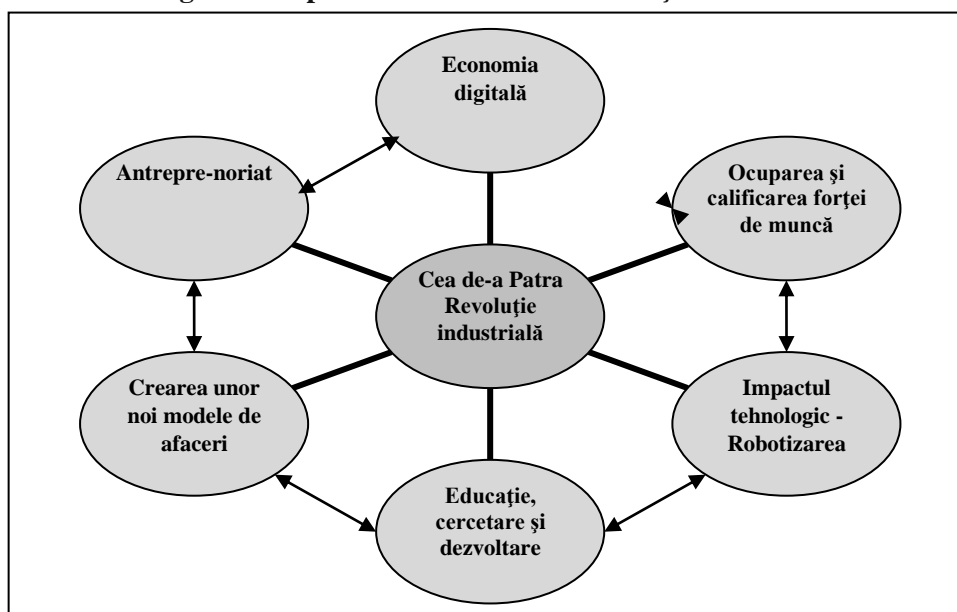 Economia
digitală
Antrepre-noriat
Ocuparea şi
calificarea forţei
de muncă
Cea de-a Patra
Revoluţie
industrială
Crearea unor
noi modele de
afaceri
Impactul
tehnologic -
Robotizarea
Educaţie,
cercetare şi
dezvoltare